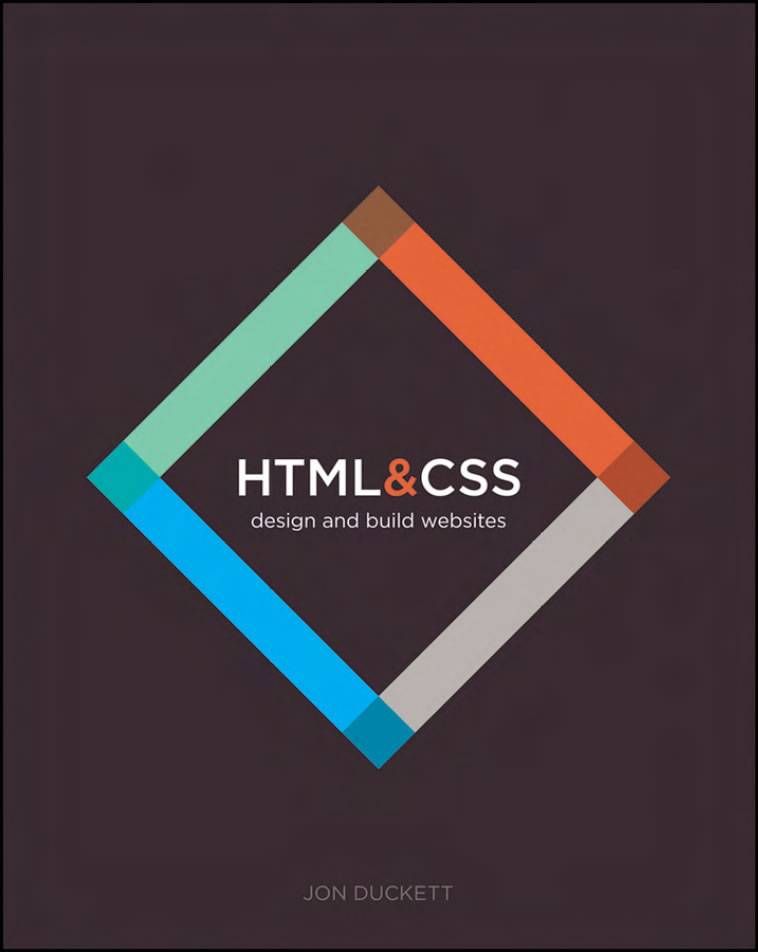 HTML&CSS
design and build websites
JON DUCKETT